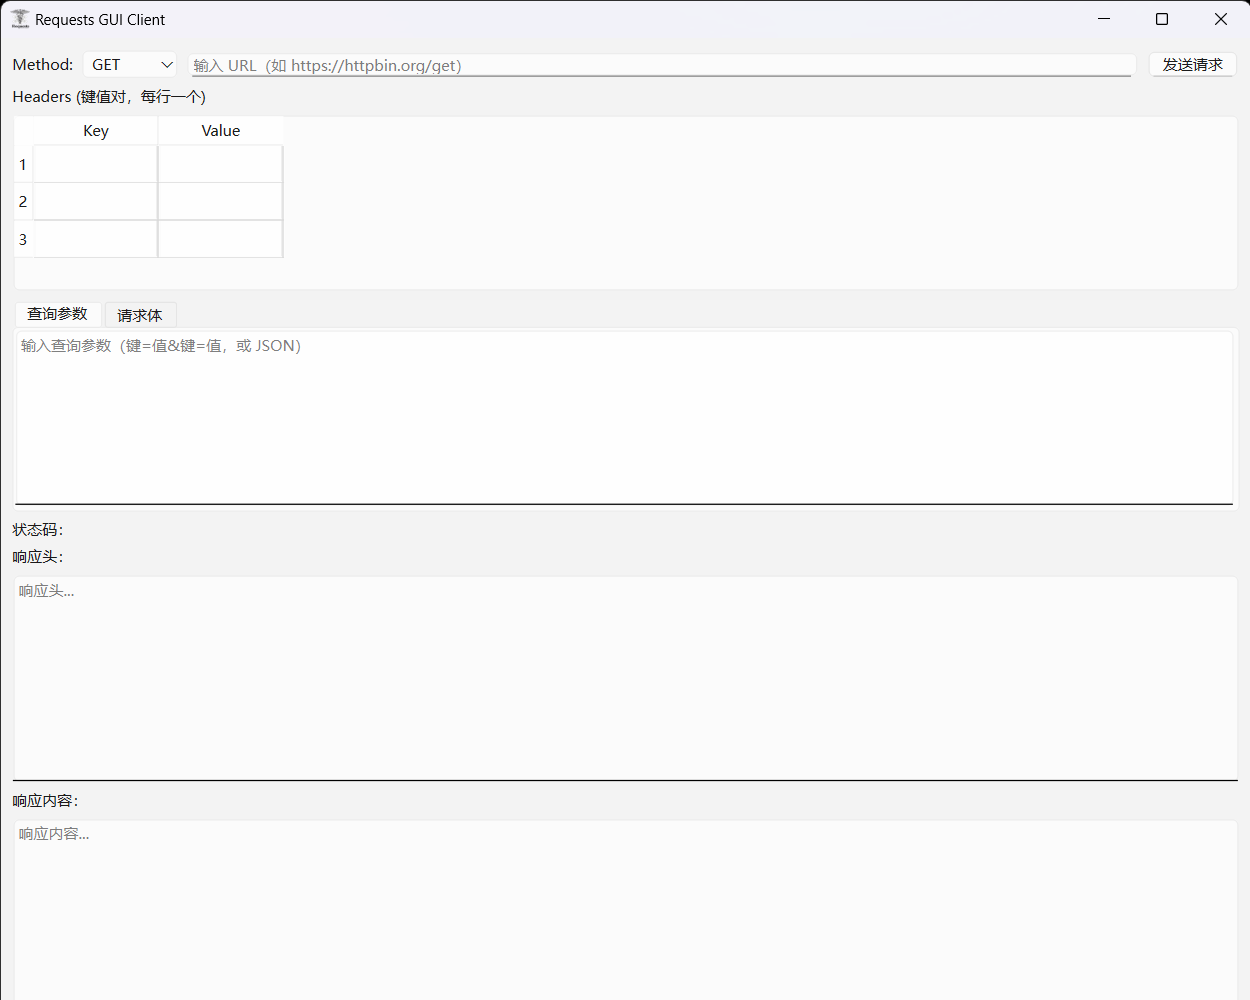 Requests GUI Client
Method: GET 输入 URL（如 https://httpbin.org/get） 发送请求
Headers (键值对，每行一个)
Key Value
1
2
3
查询参数 请求体
输入查询参数（键=值&键=值，或 JSON）
状态码：
响应头：
响应头...
响应内容：
响应内容...